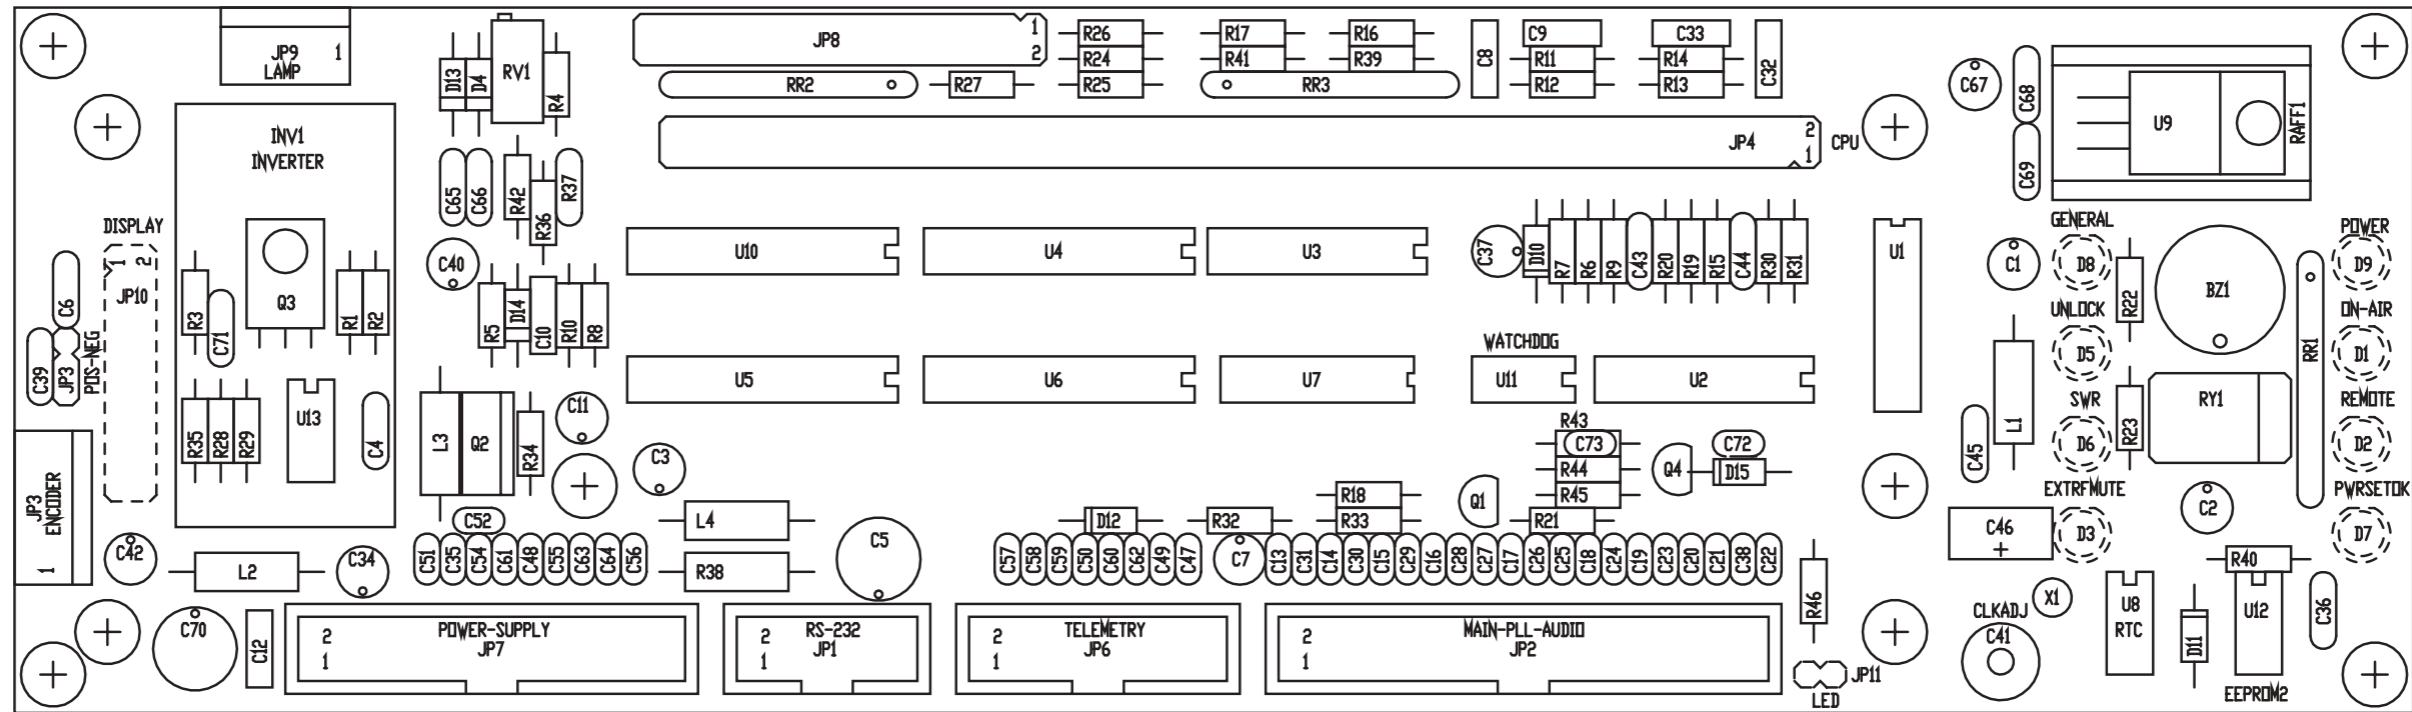 JP9 1
LAMP
D13
D4
RV1
R4
JP8
1
2
RR2
R27
R26
R24
R25
R17
R41
R16
R39
RR3
C8
C9
R11
R12
C33
R14
R13
C32
C67
C68
C69
U9
RAFF1
INV1
INVERTER
JP4
2
1
CPU
C65
C66
R42
R36
R37
DISPLAY
1 2
JP10
C6
C39
JP3
POS-NEG
R3
C71
Q3
R1
R2
C40
R5
D14
C10
R10
R8
U10
U4
U3
C37
D10
R7
R6
R9
C43
R20
R19
R15
C44
R30
R31
U1
C1
GENERAL
D8
R22
BZ1
POWER
D9
UNLOCK
D5
ON-AIR
D1
RR1
U5
U6
U7
WATCHDOG
U11
U2
L1
C45
SWR
D6
R23
RY1
REMOTE
D2
R35
R28
R29
U13
C4
L3
Q2
R34
C11
C3
R43
C73
R44
R45
Q4
C72
D15
JP3
ENCODER
1
C42
L2
C34
C52
C51
C35
C54
C61
C48
C55
C63
C64
C56
L4
R38
C5
R18
R33
Q1
R21
D12
R32
C57
C58
C59
C50
C60
C62
C49
C47
C7
C13
C31
C14
C30
C15
C29
C16
C28
C27
C17
C26
C25
C18
C24
C19
C23
C20
C21
C38
C22
EXTRFMUTE
C46
+
D3
C2
PWRSETOK
D7
R40
C70
C12
2
1
POWER-SUPPLY
JP7
2
1
RS-232
JP1
2
1
TELEMETRY
JP6
2
1
MAIN-PLL-AUDIO
JP2
R46
JP11
LED
CLKADJ
C41
X1
U8
RTC
D11
U12
EEPROM2
C36